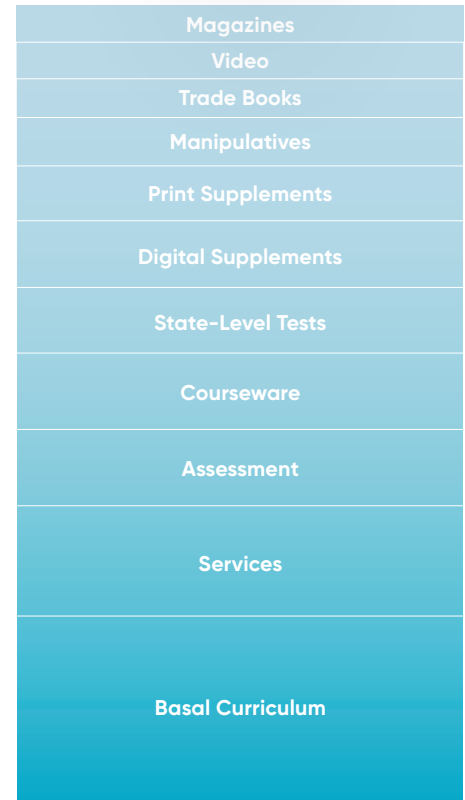 Magazines
Video
Trade Books
Manipulatives
Print Supplements
Digital Supplements
State-Level Tests
Courseware
Assessment
Services
Basal Curriculum